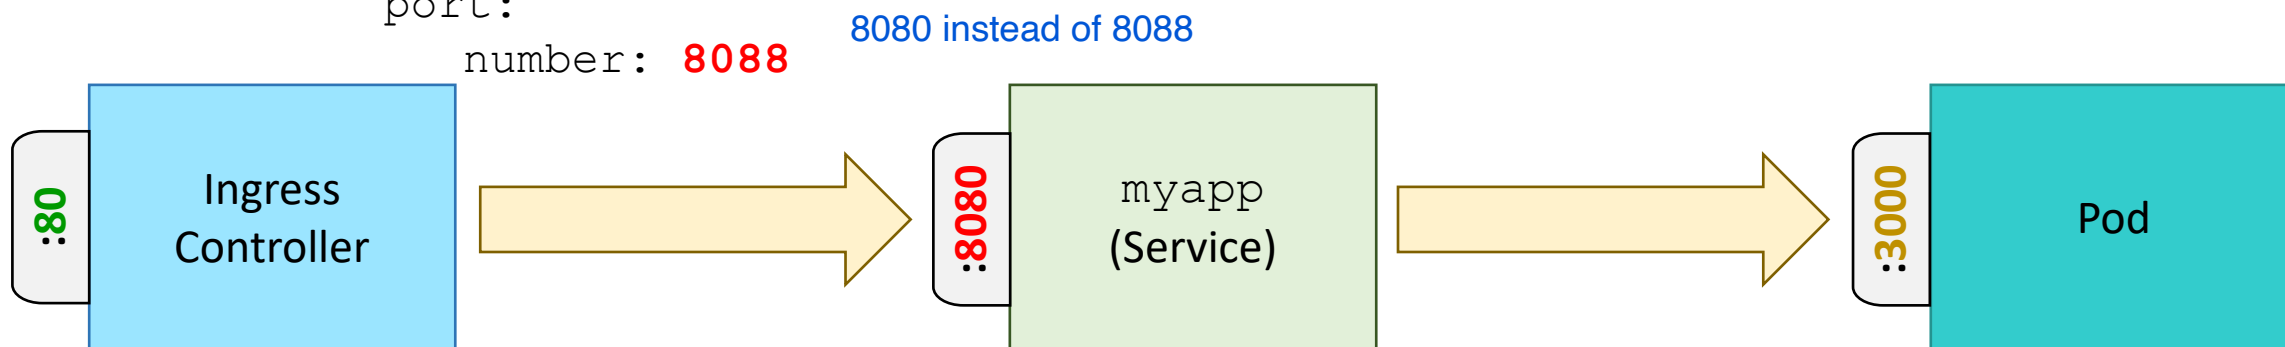 port:
number: 8088
8080 instead of 8088
:80
Ingress
Controller
:8080
myapp
(Service)
:3000
Pod